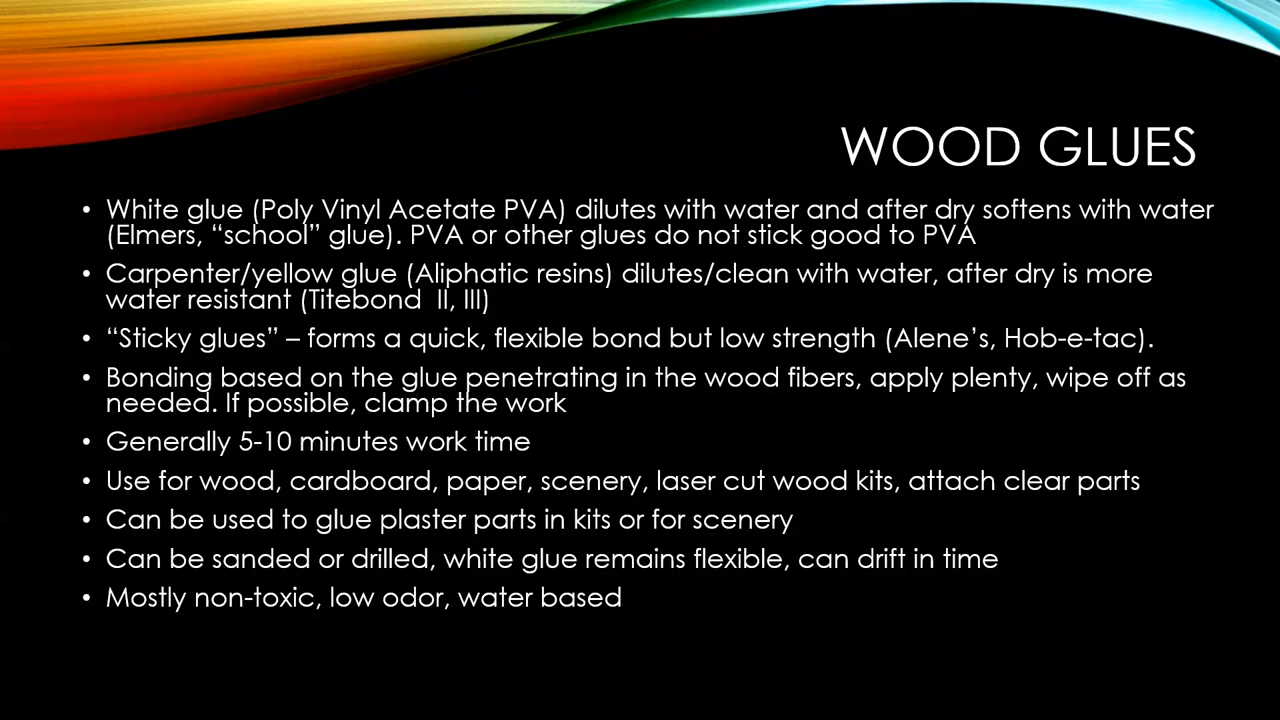 WOOD GLUES
• White glue (Poly Vinyl Acetate PVA) dilutes with water and after dry softens with water
(Elmers, “school” glue). PVA or other glues do not stick good to PVA
• Carpenter/yellow glue (Aliphatic resins) dilutes/clean with water, after dry is more
water resistant (Titebond  II, III)
• “Sticky glues” – forms a quick, flexible bond but low strength (Alene’s, Hob-e-tac).
• Bonding based on the glue penetrating in the wood fibers, apply plenty, wipe off as
needed. If possible, clamp the work
• Generally 5-10 minutes work time
• Use for wood, cardboard, paper, scenery, laser cut wood kits, attach clear parts
• Can be used to glue plaster parts in kits or for scenery
• Can be sanded or drilled, white glue remains flexible, can drift in time
• Mostly non-toxic, low odor, water based